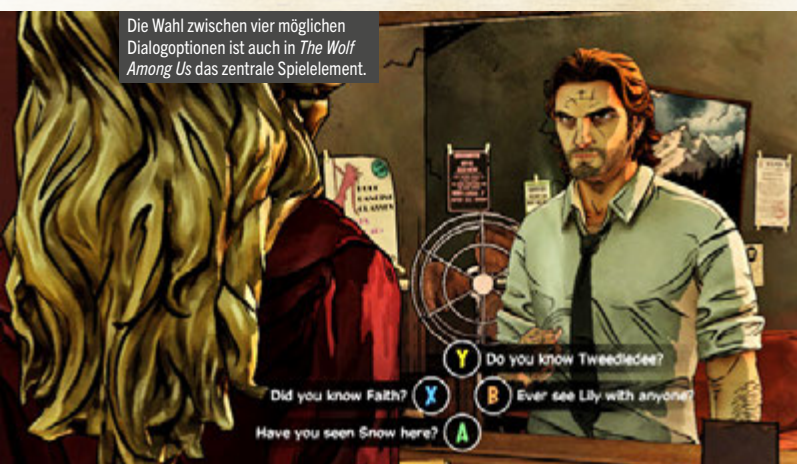 Die Wahl zwischen vier möglichen
Dialogoptionen ist auch in The Wolf
Among Us das zentrale Spielelement.
Y Do you know Tweedledee?
Did you know Faith? X B Ever see Lily with anyone?
Have you seen Snow here? A